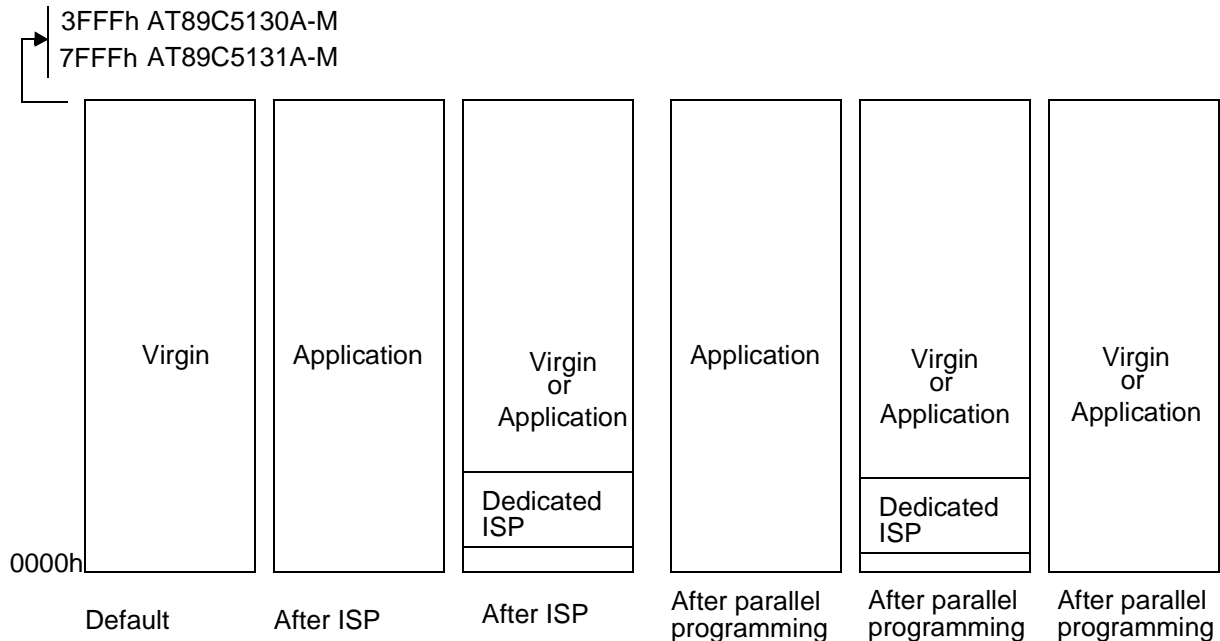 3FFFh AT89C5130A-M
7FFFh AT89C5131A-M
Virgin
Application
Virgin
or
Application
Dedicated
ISP
Application
Virgin
or
Application
Dedicated
ISP
Virgin
or
Application
0000h
Default
After ISP
After ISP
After parallel
programming
After parallel
programming
After parallel
programming